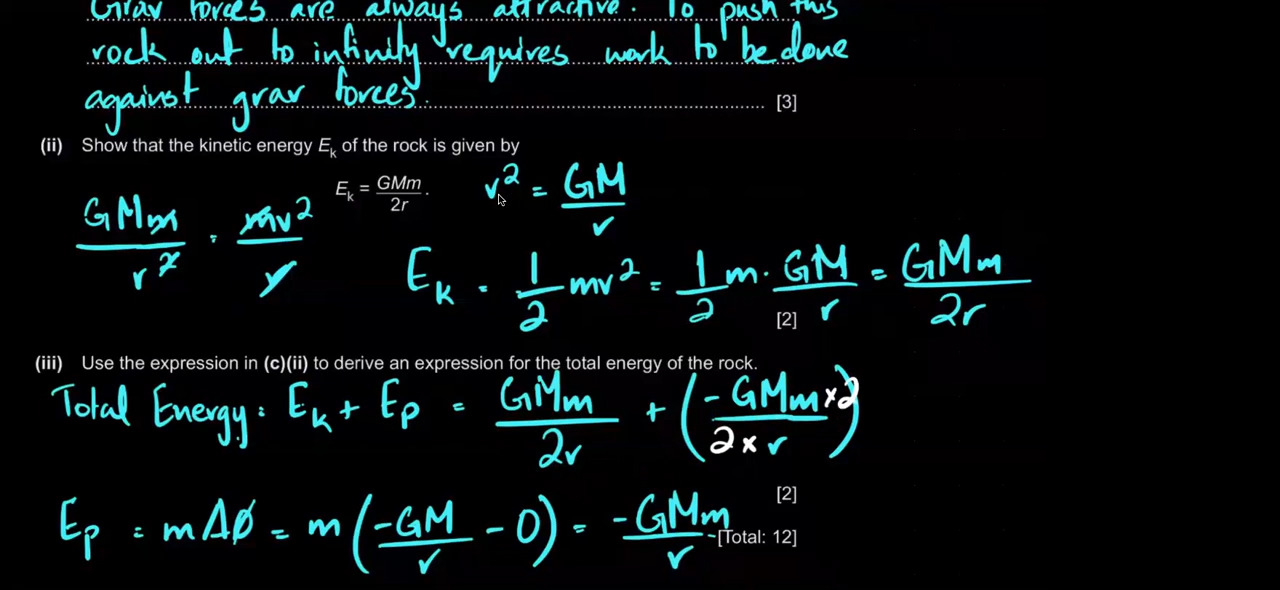 Grav forces are always attractive. To push this
rock out to infinity requires work to be done
against grav forces. [3]
(ii) Show that the kinetic energy Ek of the rock is given by
Ek = GMm/2r.
v² = GM/r
GMm/r² = mv²/r
Ek = 1/2 mv² = 1/2 m · GM/r = GMm/2r
[2]
(iii) Use the expression in (c)(ii) to derive an expression for the total energy of the rock.
Total Energy: Ek + Ep = GMm/2r + (-GMm×2/2×r)
[2]
Ep = mΔφ = m(-GM/r - 0) = -GMm/r
[Total: 12]